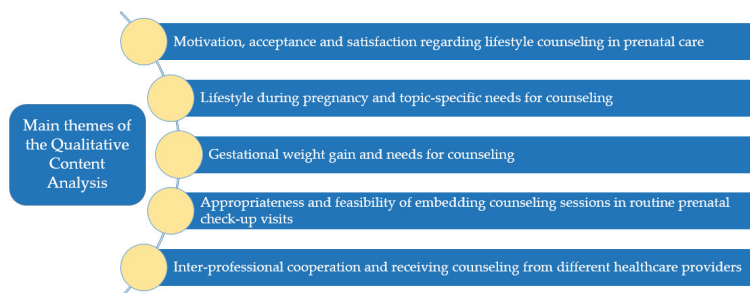 Main themes of
the Qualitative
Content
Analysis
Motivation, acceptance and satisfaction regarding lifestyle counseling in prenatal care
Lifestyle during pregnancy and topic-specific needs for counseling
Gestational weight gain and needs for counseling
Appropriateness and feasibility of embedding counseling sessions in routine prenatal
check-up visits
Inter-professional cooperation and receiving counseling from different healthcare providers